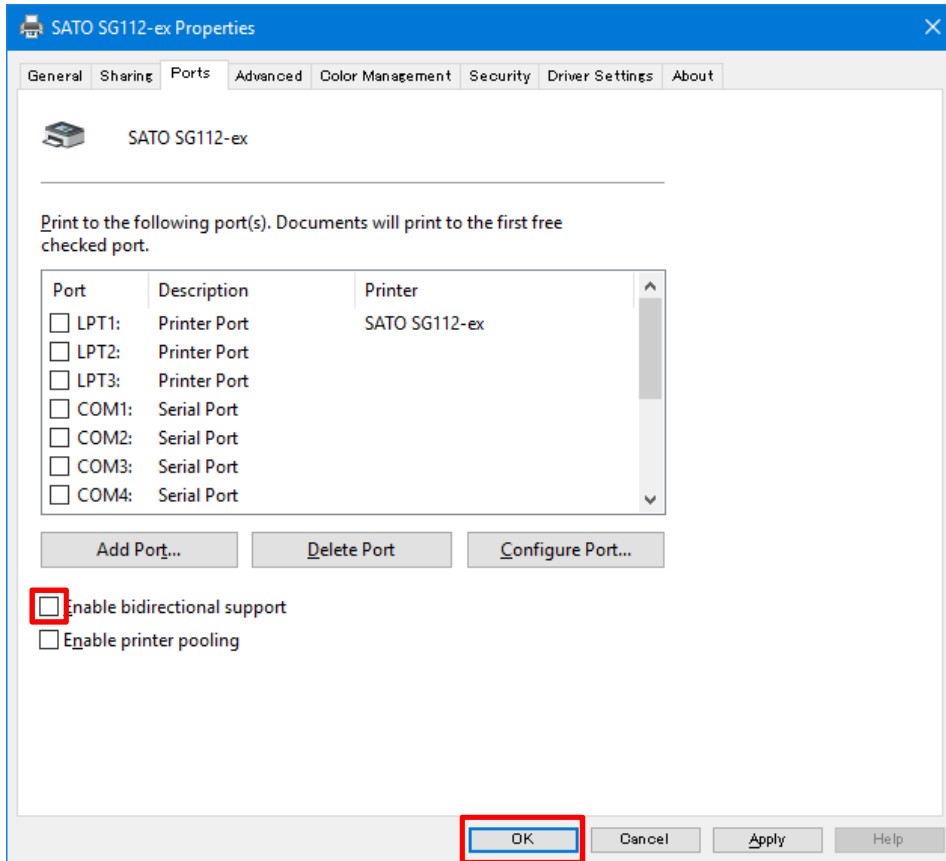 SATO SG112-ex Properties
General Sharing Ports Advanced Color Management Security Driver Settings About
SATO SG112-ex
Print to the following port(s). Documents will print to the first free
checked port.
Port Description Printer
LPT1: Printer Port SATO SG112-ex
LPT2: Printer Port
LPT3: Printer Port
COM1: Serial Port
COM2: Serial Port
COM3: Serial Port
COM4: Serial Port
Add Port... Delete Port Configure Port...
Enable bidirectional support
Enable printer pooling
OK Cancel Apply Help